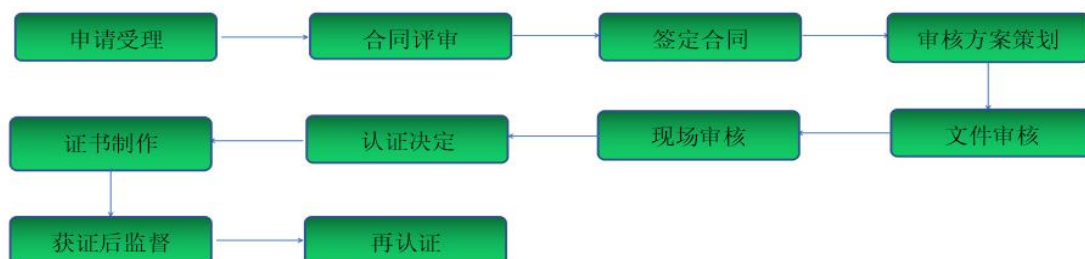 申请受理
合同评审
签定合同
审核方案策划
文件审核
现场审核
认证决定
证书制作
获证后监督
再认证